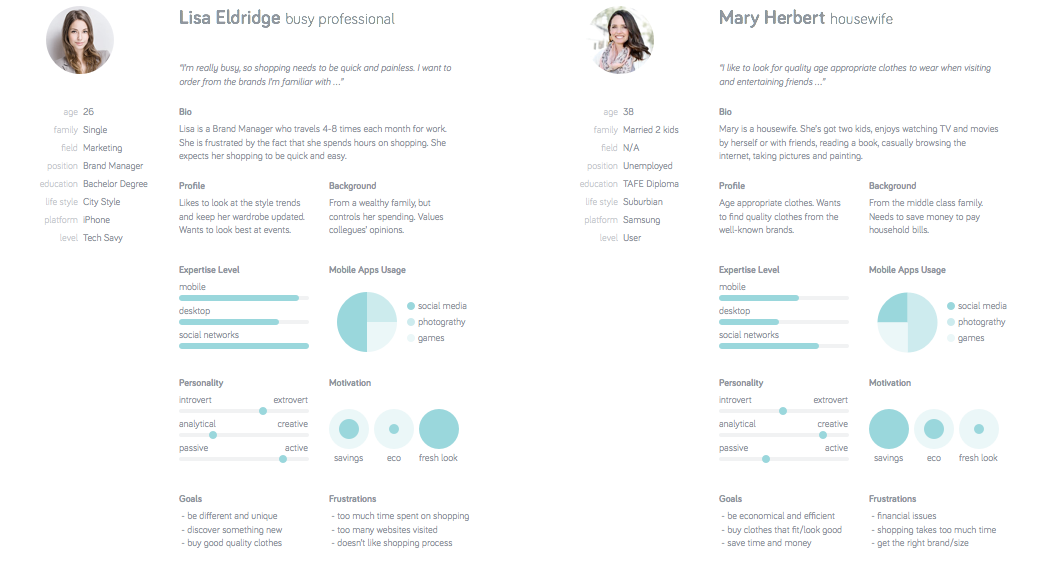 Lisa Eldridge busy professional
"I'm really busy, so shopping needs to be quick and painless. I want to
order from the brands I'm familiar with ..."
age 26
family Single
field Marketing
position Brand Manager
education Bachelor Degree
life style City Style
platform iPhone
level Tech Savy
Bio
Lisa is a Brand Manager who travels 4-8 times each month for work.
She is frustrated by the fact that she spends hours on shopping. She
expects her shopping to be quick and easy.
Profile
Likes to look at the style trends
and keep her wardrobe updated.
Wants to look best at events.
Background
From a wealthy family, but
controls her spending. Values
collegues' opinions.
Expertise Level
mobile
desktop
social networks
Mobile Apps Usage
social media
photograthy
games
Personality
introvert extrovert
analytical creative
passive active
Motivation
savings eco fresh look
Goals
- be different and unique
- discover something new
- buy good quality clothes
Frustrations
- too much time spent on shopping
- too many websites visited
- doesn't like shopping process
Mary Herbert housewife
"I like to look for quality age appropriate clothes to wear when visiting
and entertaining friends ..."
age 38
family Married 2 kids
field N/A
position Unemployed
education TAFE Diploma
life style Suburbian
platform Samsung
level User
Bio
Mary is a housewife. She's got two kids, enjoys watching TV and movies
by herself or with friends, reading a book, casually browsing the
internet, taking pictures and painting.
Profile
Age appropriate clothes. Wants
to find quality clothes from the
well-known brands.
Background
From the middle class family.
Needs to save money to pay
household bills.
Expertise Level
mobile
desktop
social networks
Mobile Apps Usage
social media
photograthy
games
Personality
introvert extrovert
analytical creative
passive active
Motivation
savings eco fresh look
Goals
- be economical and efficient
- buy clothes that fit/look good
- save time and money
Frustrations
- financial issues
- shopping takes too much time
- get the right brand/size